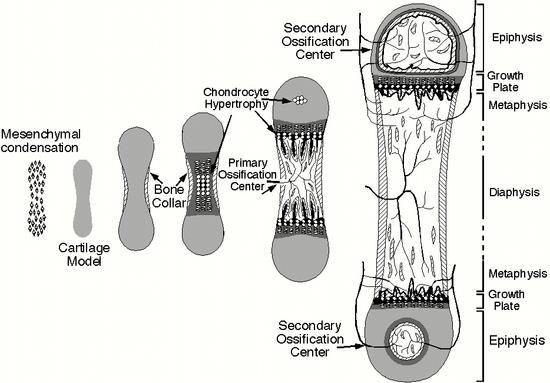 Mesenchymal
condensation
Cartilage
Model
Bone
Collar
Chondrocyte
Hypertrophy
Primary
Ossification
Center
Secondary
Ossification
Center
Secondary
Ossification
Center
Epiphysis
Growth
Plate
Metaphysis
Diaphysis
Metaphysis
Growth
Plate
Epiphysis